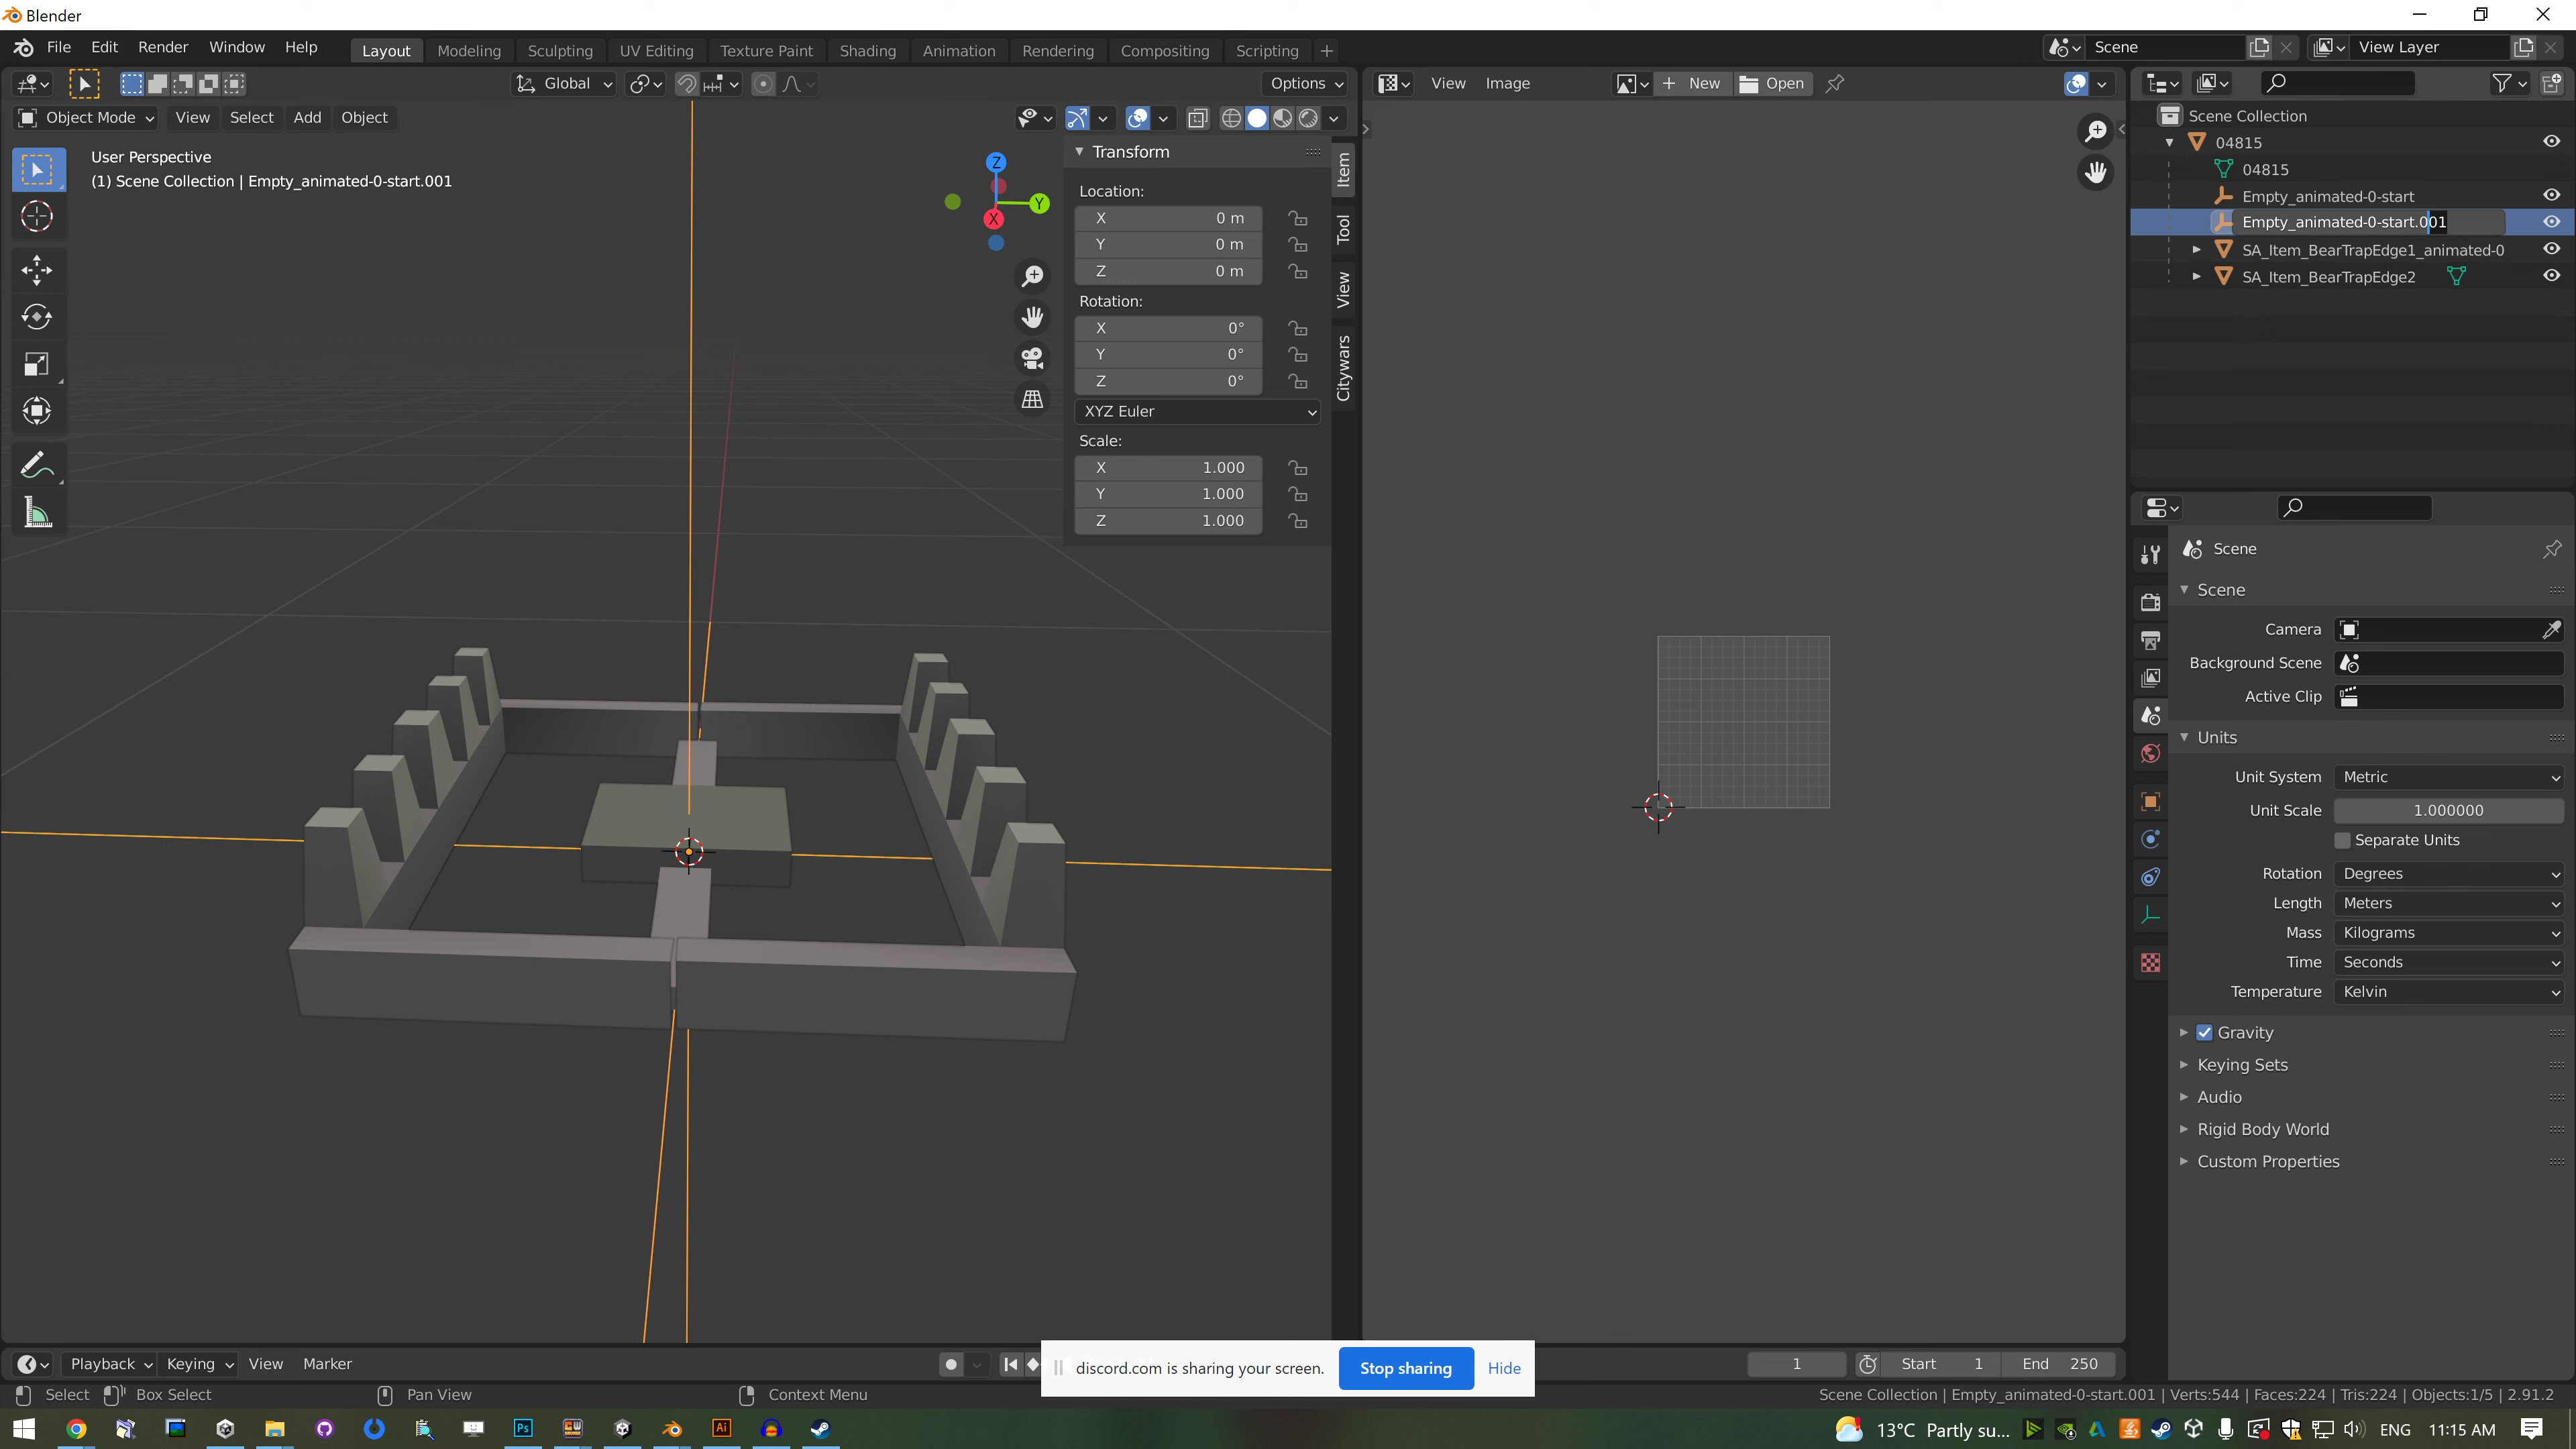 Blender
File Edit Render Window Help Layout Modeling Sculpting UV Editing Texture Paint Shading Animation Rendering Compositing Scripting + Scene View Layer
Global Options View Image New Open
Object Mode View Select Add Object
User Perspective
(1) Scene Collection | Empty_animated-0-start.001
Z
Y
X
Transform
Location:
X 0 m
Y 0 m
Z 0 m
Rotation:
X 0°
Y 0°
Z 0°
XYZ Euler
Scale:
X 1.000
Y 1.000
Z 1.000
Item
Tool
View
Citywars
Scene Collection
04815
04815
Empty_animated-0-start
Empty_animated-0-start.001
SA_Item_BearTrapEdge1_animated-0
SA_Item_BearTrapEdge2
Scene
Scene
Camera
Background Scene
Active Clip
Units
Unit System Metric
Unit Scale 1.000000
Separate Units
Rotation Degrees
Length Meters
Mass Kilograms
Time Seconds
Temperature Kelvin
Gravity
Keying Sets
Audio
Rigid Body World
Custom Properties
Playback Keying View Marker 1 Start 1 End 250
discord.com is sharing your screen. Stop sharing Hide
Select Box Select Pan View Context Menu Scene Collection | Empty_animated-0-start.001 | Verts:544 | Faces:224 | Tris:224 | Objects:1/5 | 2.91.2
Ps Ai 13°C Partly su... ENG 11:15 AM